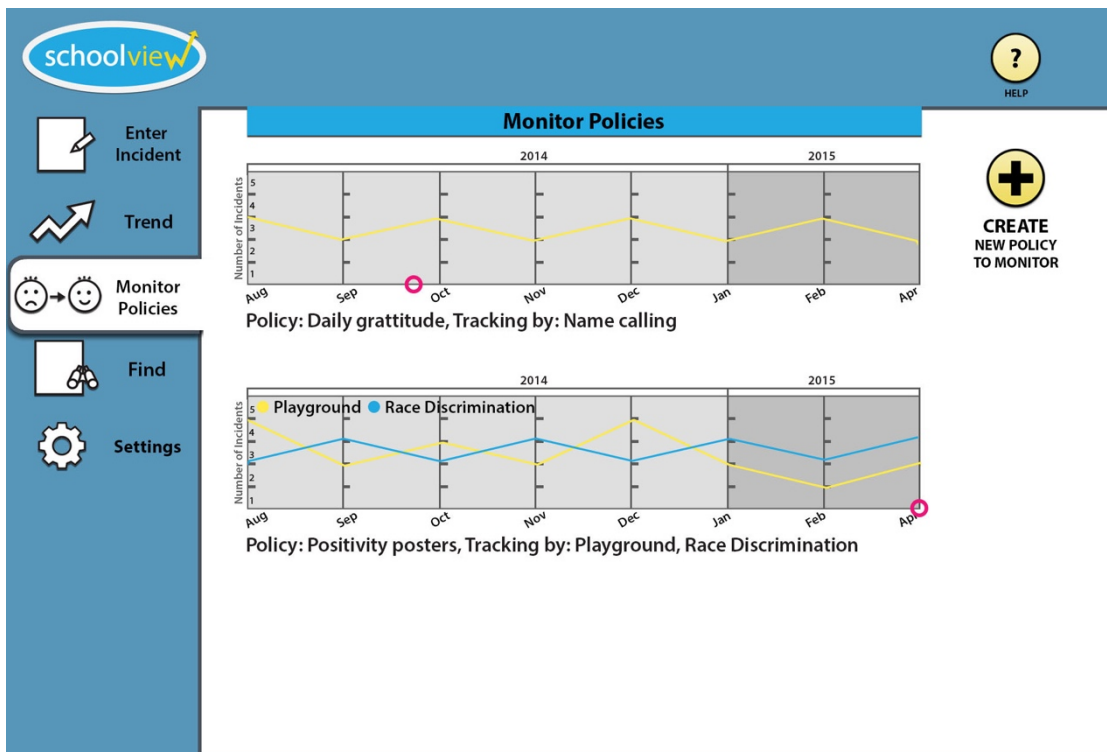 schoolview
?
HELP
Enter
Incident
Trend
Monitor
Policies
Find
Settings
Monitor Policies
2014 2015
Number of Incidents
5
4
3
2
1
Aug Sep Oct Nov Dec Jan Feb Apr
Policy: Daily grattitude, Tracking by: Name calling
2014 2015
Number of Incidents
5
4
3
2
1
Playground Race Discrimination
Aug Sep Oct Nov Dec Jan Feb Apr
Policy: Positivity posters, Tracking by: Playground, Race Discrimination
CREATE
NEW POLICY
TO MONITOR